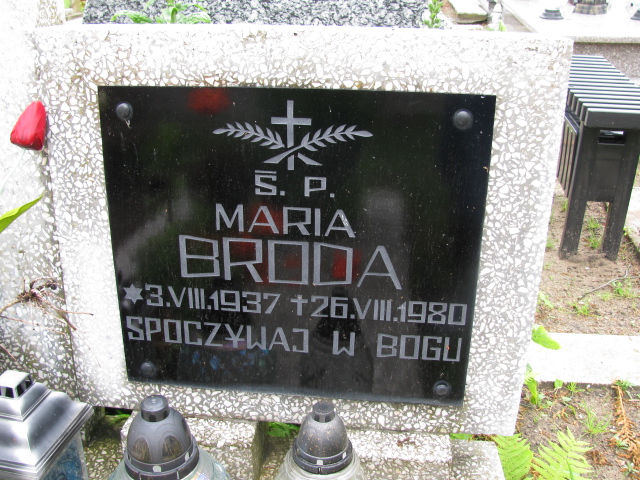 Ś. P.
MARIA
BRODA
*3.VIII.1937 †26.VIII.1980
SPOCZYWAJ W BOGU